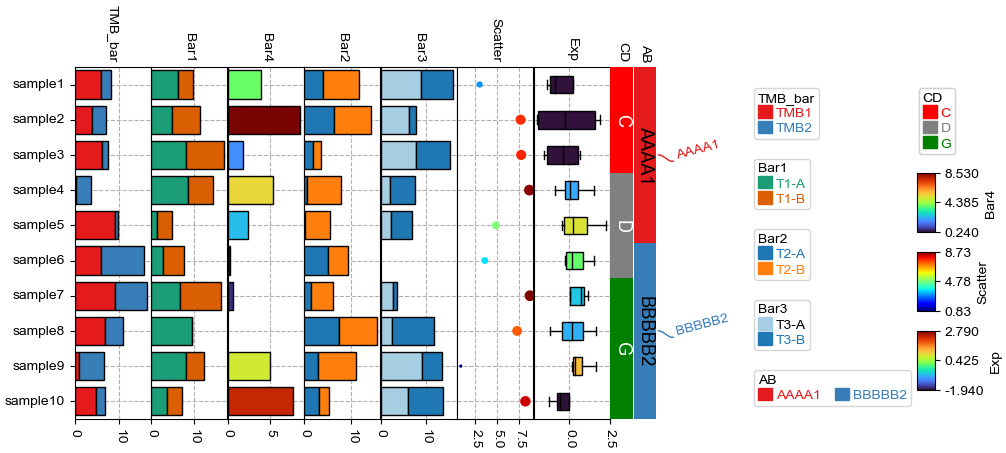 TMB_bar Bar1 Bar4 Bar2 Bar3 Scatter Exp CD AB
sample1
sample2
sample3
sample4
sample5
sample6
sample7
sample8
sample9
sample10
0 10 0 10 0 5 0 10 0 10 2.5 5.0 7.5 0.0 2.5
C
D
G
AAAA1
BBBBB2
AAAA1
BBBBB2
TMB_bar
TMB1
TMB2
Bar1
T1-A
T1-B
Bar2
T2-A
T2-B
Bar3
T3-A
T3-B
AB
AAAA1 BBBBB2
CD
C
D
G
8.530
4.385
0.240
Bar4
8.73
4.78
0.83
Scatter
2.790
0.425
-1.940
Exp